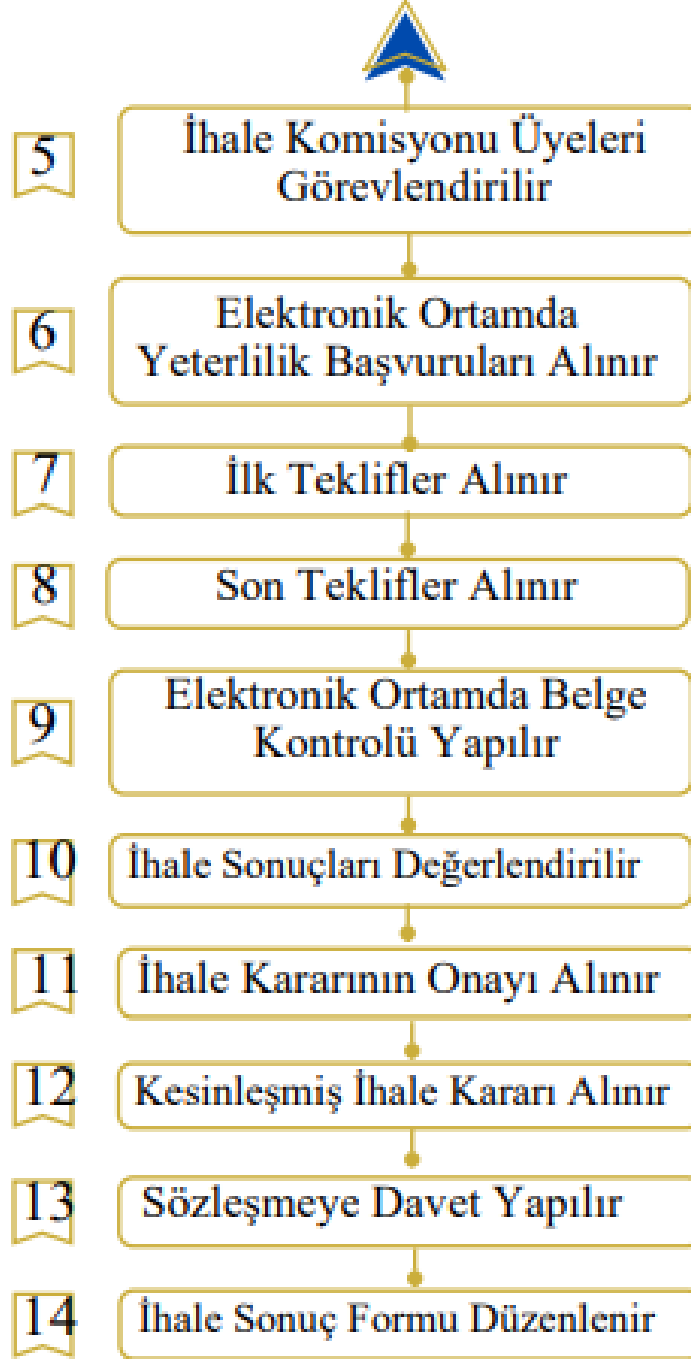 5
İhale Komisyonu Üyeleri
Görevlendirilir
6
Elektronik Ortamda
Yeterlilik Başvuruları Alınır
7
İlk Teklifler Alınır
8
Son Teklifler Alınır
9
Elektronik Ortamda Belge
Kontrolü Yapılır
10
İhale Sonuçları Değerlendirilir
11
İhale Kararının Onayı Alınır
12
Kesinleşmiş İhale Kararı Alınır
13
Sözleşmeye Davet Yapılır
14
İhale Sonuç Formu Düzenlenir